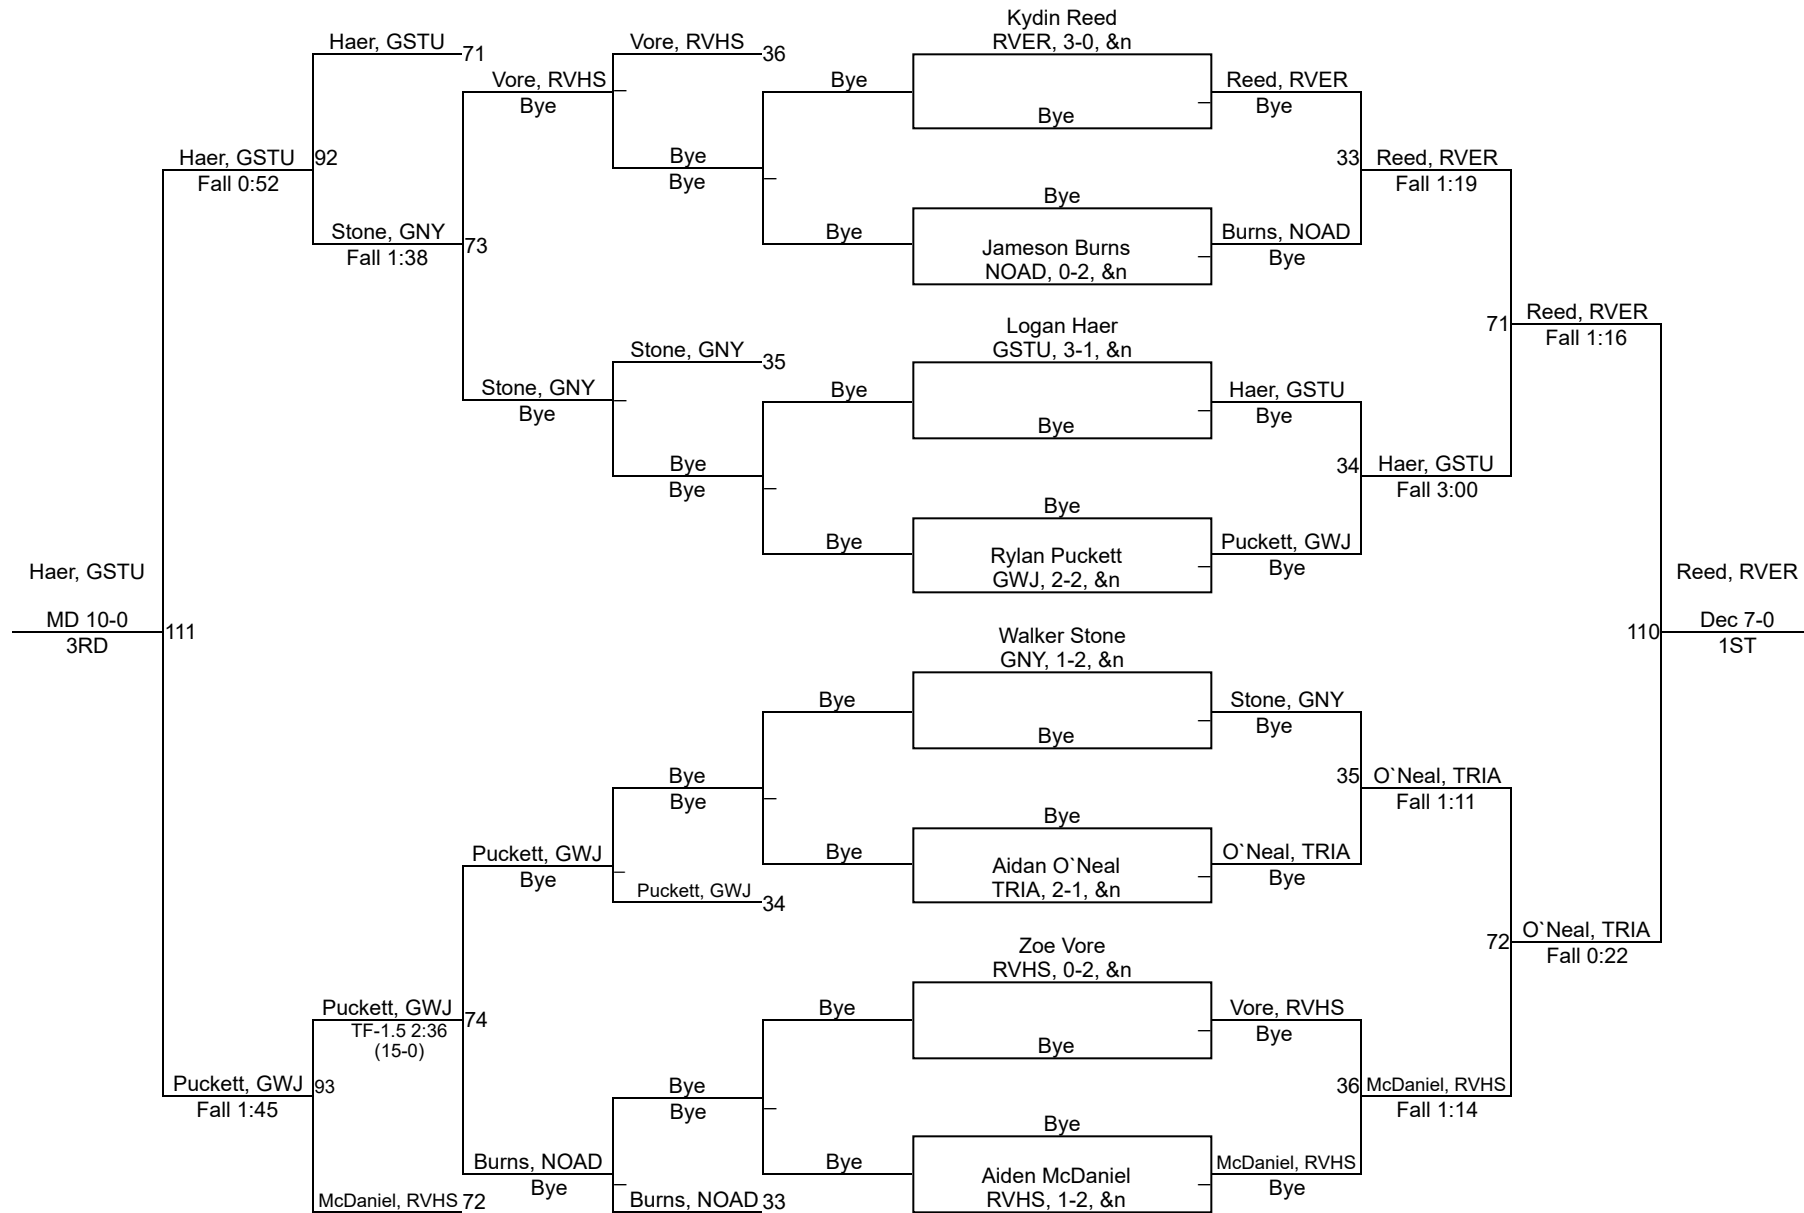 Kydin Reed
Haer, GSTU
71
Vore, RVHS
36
RVER, 3-0, &n
Vore, RVHS
Bye
Reed, RVER
Bye
Bye
Bye
Haer, GSTU
92
Bye
33
Reed, RVER
Fall 0:52
Bye
Fall 1:19
Bye
Stone, GNY
73
Bye
Burns, NOAD
Fall 1:38
Jameson Burns
Bye
NOAD, 0-2, &n
Logan Haer
71
Reed, RVER
Stone, GNY
35
GSTU, 3-1, &n
Fall 1:16
Stone, GNY
Bye
Haer, GSTU
Bye
Bye
Bye
Bye
34
Haer, GSTU
Bye
Fall 3:00
Bye
Bye
Puckett, GWJ
Rylan Puckett
Bye
Haer, GSTU
GWJ, 2-2, &n
Reed, RVER
MD 10-0
111
110
Dec 7-0
3RD
Walker Stone
1ST
GNY, 1-2, &n
Bye
Stone, GNY
Bye
Bye
Bye
35
O`Neal, TRIA
Bye
Fall 1:11
Bye
Puckett, GWJ
Bye
O`Neal, TRIA
Bye
Aidan O`Neal
Bye
Puckett, GWJ
34
TRIA, 2-1, &n
Zoe Vore
72
O`Neal, TRIA
RVHS, 0-2, &n
Fall 0:22
Puckett, GWJ
74
Bye
Vore, RVHS
TF-1.5 2:36
Bye
(15-0)
Bye
Puckett, GWJ
93
Bye
36
McDaniel, RVHS
Fall 1:45
Bye
Fall 1:14
Bye
Burns, NOAD
Bye
McDaniel, RVHS
Bye
Aiden McDaniel
Bye
McDaniel, RVHS
72
Burns, NOAD
33
RVHS, 1-2, &n